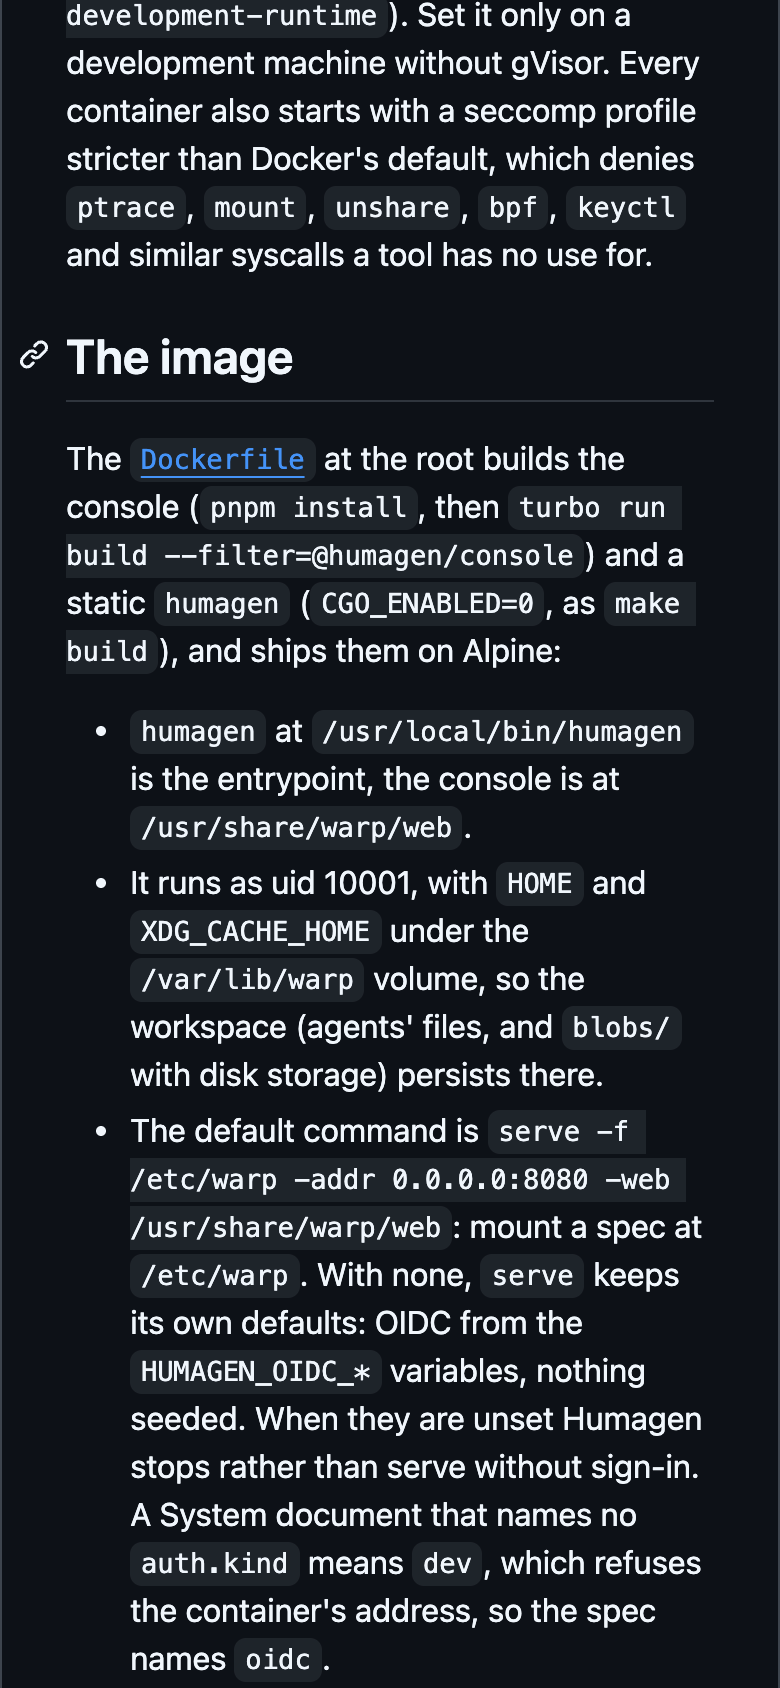 development-runtime ). Set it only on a
development machine without gVisor. Every
container also starts with a seccomp profile
stricter than Docker's default, which denies
ptrace , mount , unshare , bpf , keyctl
and similar syscalls a tool has no use for.
The image
The Dockerfile at the root builds the
console ( pnpm install , then turbo run
build --filter=@humagen/console ) and a
static humagen ( CGO_ENABLED=0 , as make
build ), and ships them on Alpine:
• humagen at /usr/local/bin/humagen
is the entrypoint, the console is at
/usr/share/warp/web .
• It runs as uid 10001, with HOME and
XDG_CACHE_HOME under the
/var/lib/warp volume, so the
workspace (agents' files, and blobs/
with disk storage) persists there.
• The default command is serve -f
/etc/warp -addr 0.0.0.0:8080 -web
/usr/share/warp/web : mount a spec at
/etc/warp . With none, serve keeps
its own defaults: OIDC from the
HUMAGEN_OIDC_* variables, nothing
seeded. When they are unset Humagen
stops rather than serve without sign-in.
A System document that names no
auth.kind means dev , which refuses
the container's address, so the spec
names oidc .